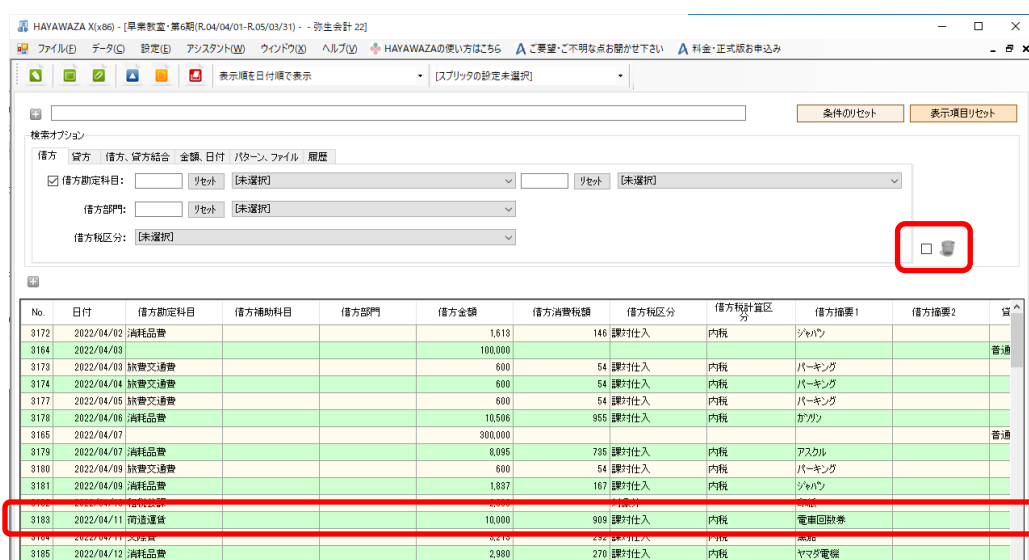 HAYAWAZA X(x86) - [早業教室・第6期(R.04/04/01-R.05/03/31) - - 弥生会計 22]
ファイル(F) データ(C) 設定(E) アシスタント(W) ウインドウ(X) ヘルプ(V) HAYAWAZAの使い方はこちら ご要望・ご不明な点お聞かせ下さい 料金・正式版お申込み
表示順を日付順で表示 [スプリッタの設定未選択]
条件のリセット 表示項目リセット
検索オプション
借方 貸方 借方、貸方結合 金額、日付 パターン、ファイル 履歴
借方勘定科目: リセット [未選択] リセット [未選択]
借方部門: リセット [未選択]
借方税区分: [未選択]
No. 日付 借方勘定科目 借方補助科目 借方部門 借方金額 借方消費税額 借方税区分 借方税計算区分 借方摘要1 借方摘要2
3172 2022/04/02 消耗品費 1,613 146 課対仕入 内税 ジャパン
3164 2022/04/03 100,000 普通
3173 2022/04/03 旅費交通費 600 54 課対仕入 内税 パーキング
3174 2022/04/04 旅費交通費 600 54 課対仕入 内税 パーキング
3177 2022/04/05 旅費交通費 600 54 課対仕入 内税 パーキング
3178 2022/04/06 消耗品費 10,506 955 課対仕入 内税 ガソリン
3165 2022/04/07 300,000 普通
3179 2022/04/07 消耗品費 8,095 735 課対仕入 内税 アスクル
3180 2022/04/09 旅費交通費 600 54 課対仕入 内税 パーキング
3181 2022/04/09 消耗品費 1,837 167 課対仕入 内税 ジャパン
3183 2022/04/11 荷造運賃 10,000 909 課対仕入 内税 電車回数券
3185 2022/04/12 消耗品費 2,980 270 課対仕入 内税 ヤマダ電機